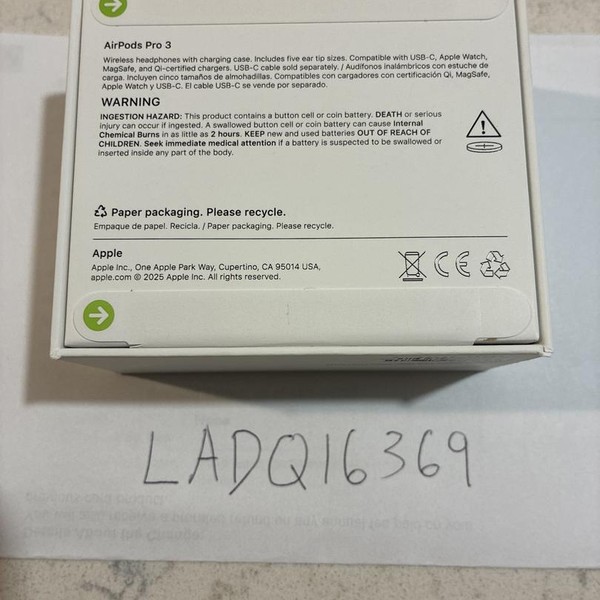 AirPods Pro 3
Wireless headphones with charging case. Includes five ear tip sizes. Compatible with USB-C, Apple Watch,
MagSafe, and Qi-certified chargers. USB-C cable sold separately. / Audífonos inalámbricos con estuche de
carga. Incluyen cinco tamaños de almohadillas. Compatibles con cargadores con certificación Qi, MagSafe,
Apple Watch y USB-C. El cable USB-C se vende por separado.
WARNING
INGESTION HAZARD: This product contains a button cell or coin battery. DEATH or serious
injury can occur if ingested. A swallowed button cell or coin battery can cause Internal
Chemical Burns in as little as 2 hours. KEEP new and used batteries OUT OF REACH OF
CHILDREN. Seek immediate medical attention if a battery is suspected to be swallowed or
inserted inside any part of the body.
Paper packaging. Please recycle.
Empaque de papel. Recicla. / Paper packaging. Please recycle.
Apple
Apple Inc., One Apple Park Way, Cupertino, CA 95014 USA,
apple.com © 2025 Apple Inc. All rights reserved.
CE
LADQ16369